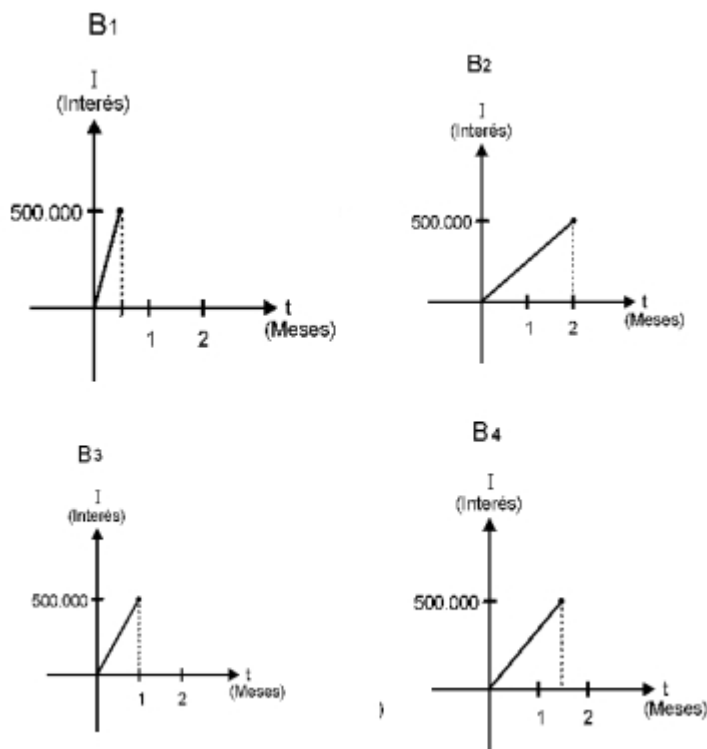 B1
I
(Interés)
500.000
t
(Meses)
1
2
B2
I
(Interés)
500.000
t
(Meses)
1
2
B3
I
(Interés)
500.000
t
(Meses)
1
2
B4
I
(Interés)
500.000
t
(Meses)
1
2
)